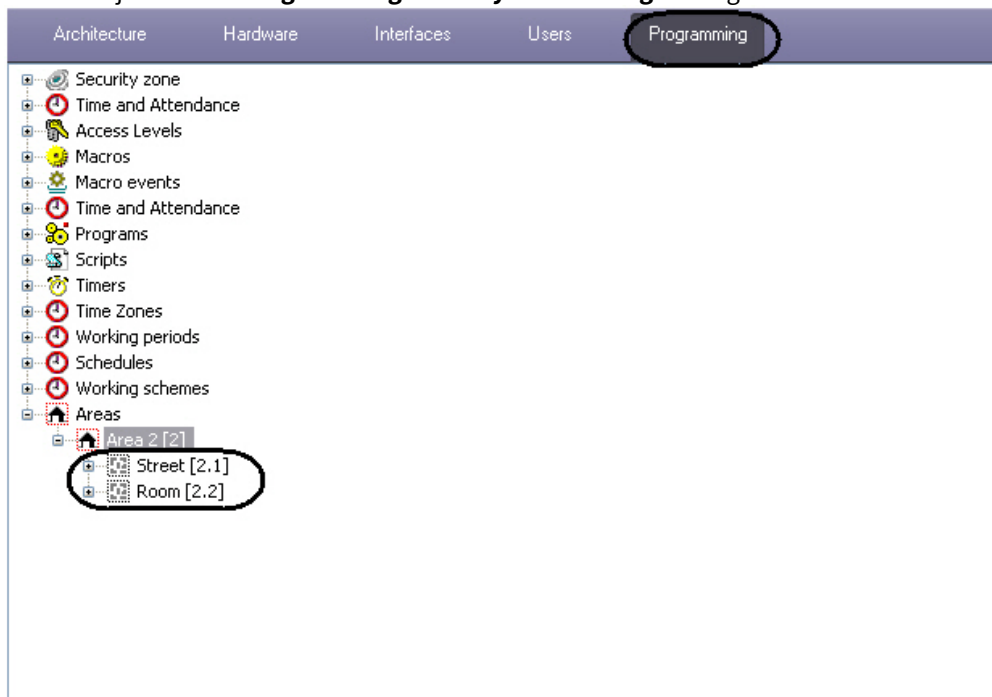 Architecture Hardware Interfaces Users Programming
Security zone
Time and Attendance
Access Levels
Macros
Macro events
Time and Attendance
Programs
Scripts
Timers
Time Zones
Working periods
Schedules
Working schemes
Areas
Area 2 [2]
Street [2.1]
Room [2.2]